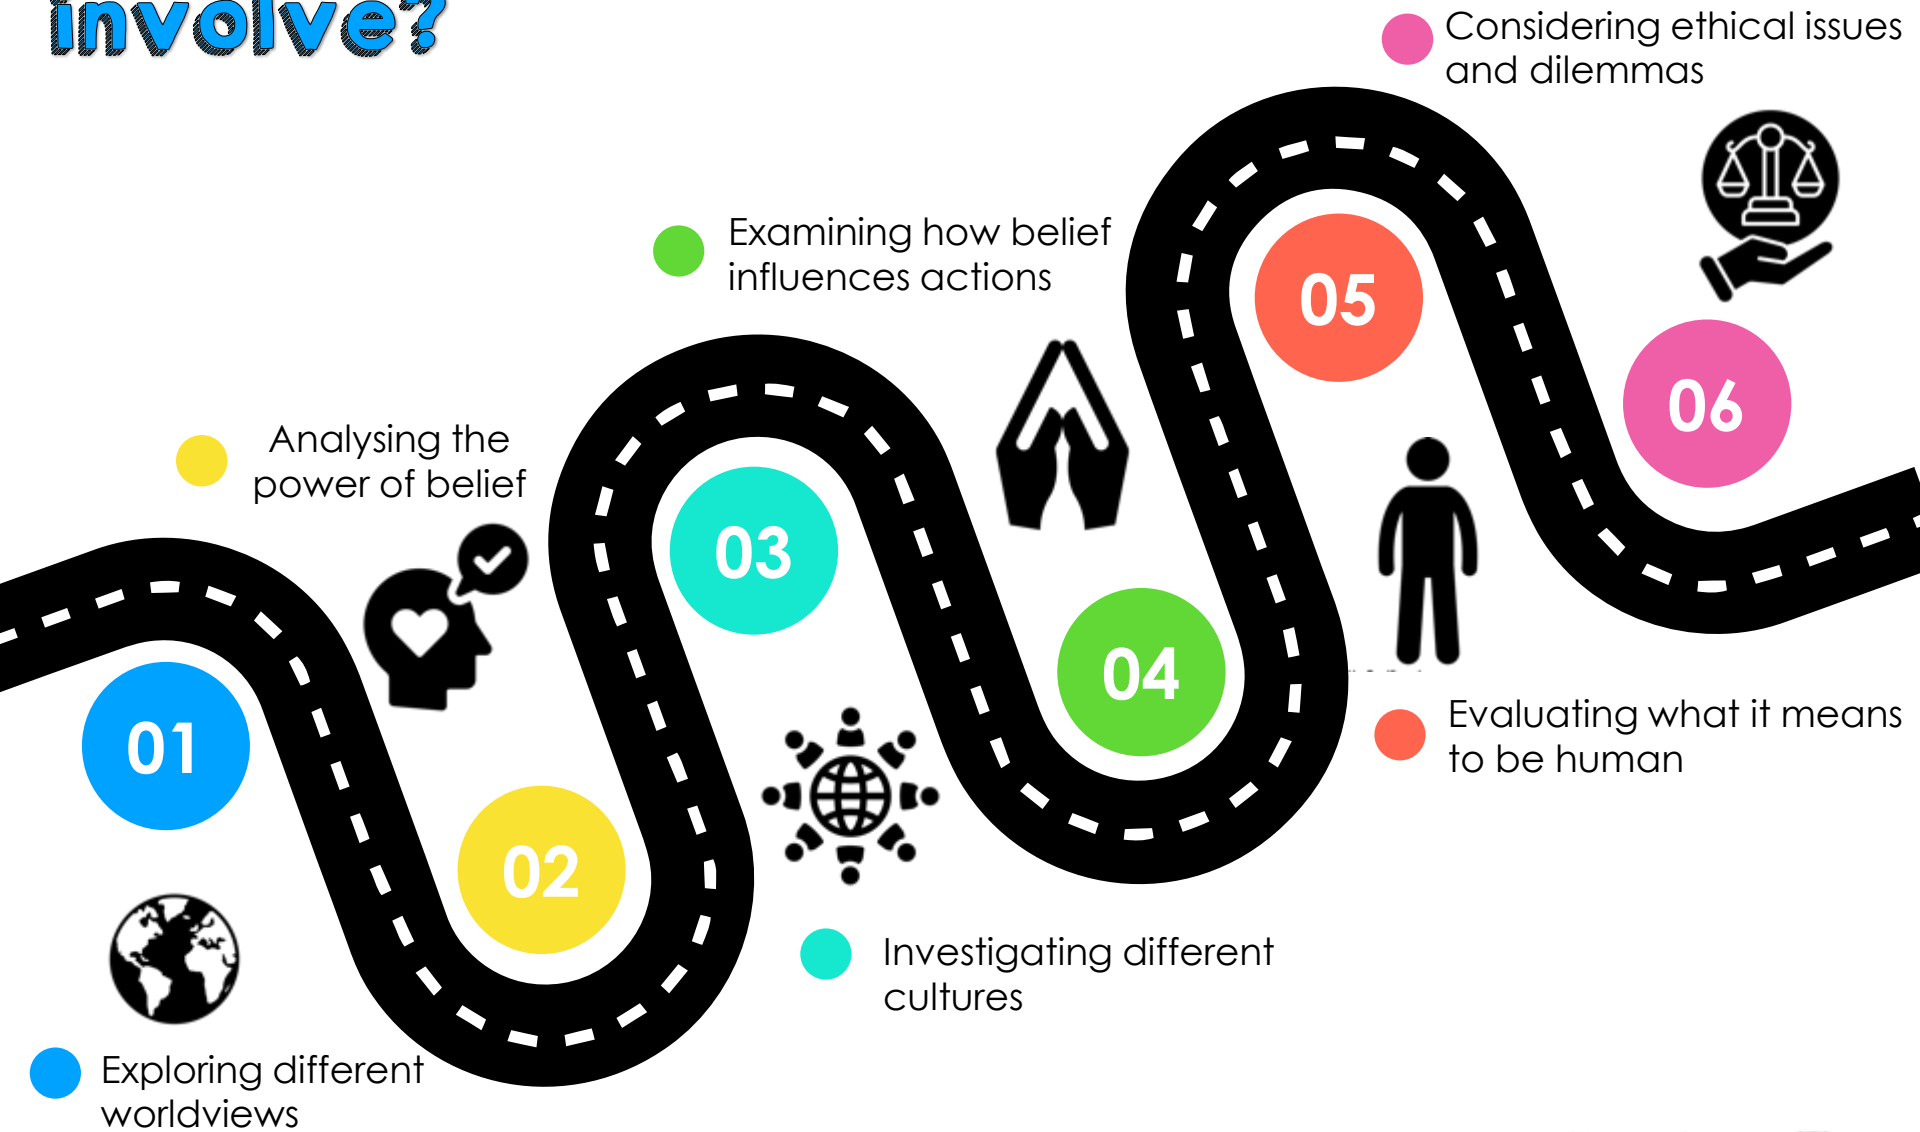 involve?
Considering ethical issues
and dilemmas
Examining how belief
influences actions
05
06
Analysing the
power of belief
03
04
01
Evaluating what it means
to be human
02
Investigating different
cultures
Exploring different
worldviews